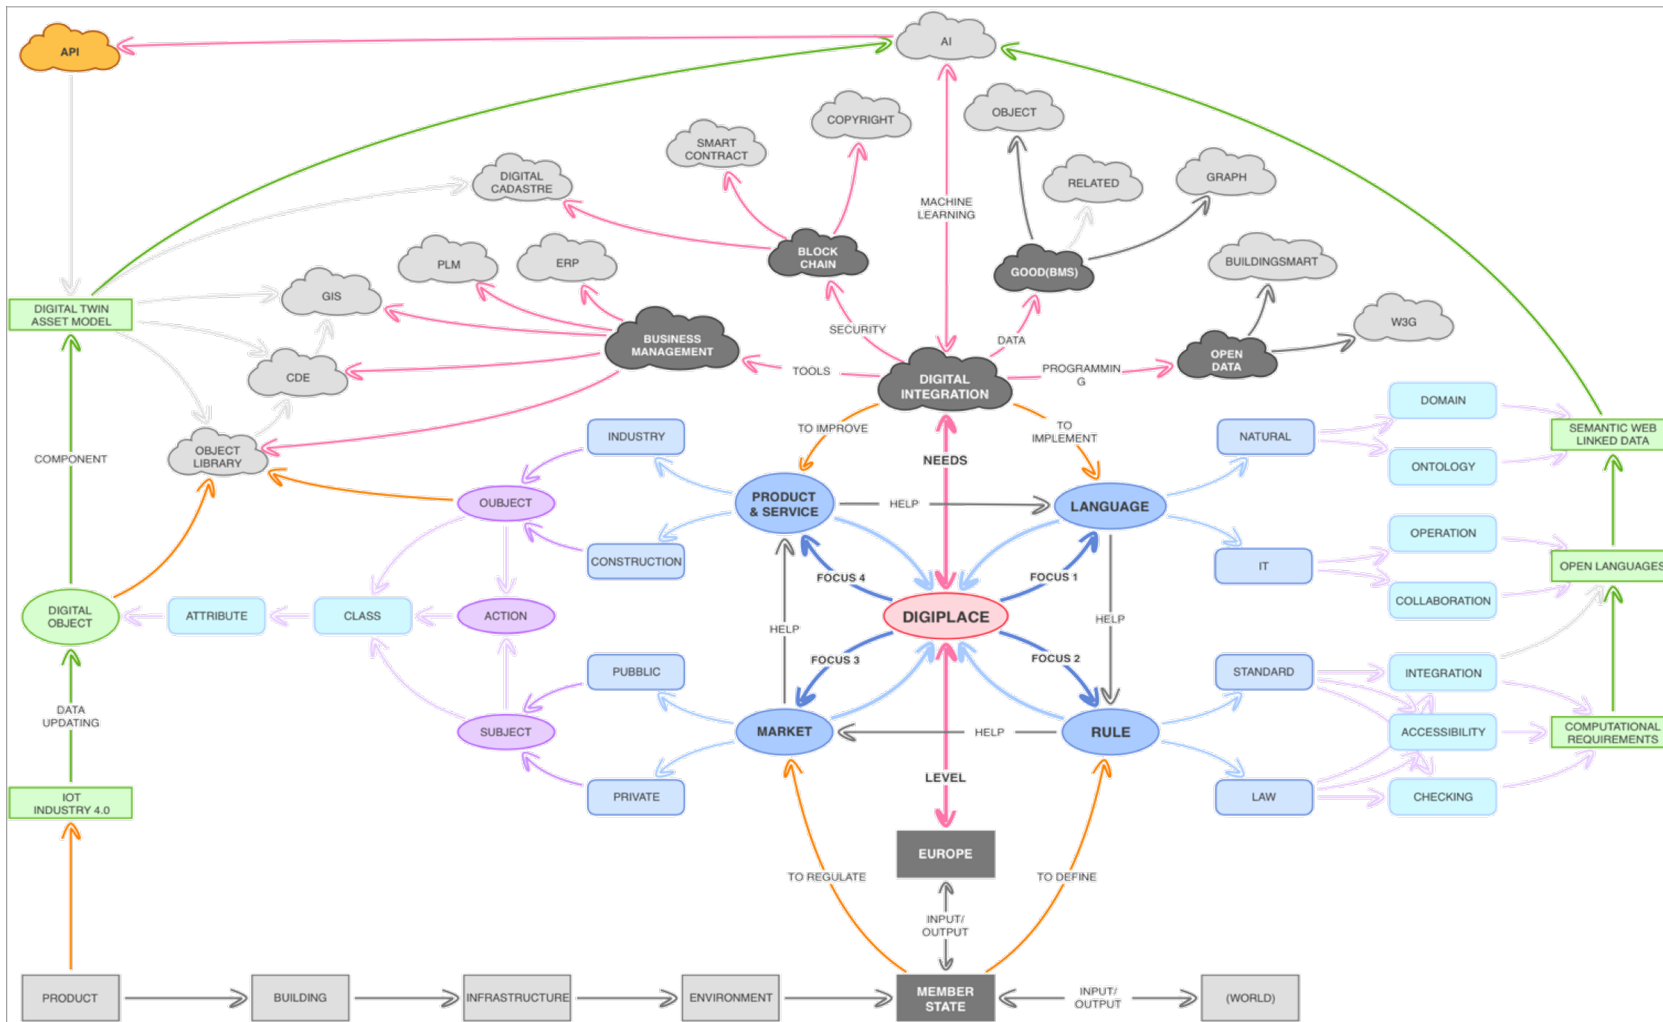 API
AI
OBJECT
COPYRIGHT
SMART
CONTRACT
DIGITAL
CADASTRE
RELATED
GRAPH
MACHINE
LEARNING
BLOCK
CHAIN
GOOD(BMS)
BUILDINGSMART
PLM
ERP
GIS
DIGITAL TWIN
ASSET MODEL
SECURITY
DATA
W3G
BUSINESS
MANAGEMENT
OPEN
DATA
CDE
TOOLS
DIGITAL
INTEGRATION
PROGRAMMIN
G
DOMAIN
TO IMPROVE
TO
IMPLEMENT
INDUSTRY
NATURAL
SEMANTIC WEB
LINKED DATA
OBJECT
LIBRARY
COMPONENT
NEEDS
ONTOLOGY
OUBJECT
PRODUCT
& SERVICE
HELP
LANGUAGE
OPERATION
CONSTRUCTION
FOCUS 4
FOCUS 1
IT
OPEN LANGUAGES
COLLABORATION
DIGITAL
OBJECT
ATTRIBUTE
CLASS
ACTION
HELP
DIGIPLACE
HELP
PUBBLIC
FOCUS 3
FOCUS 2
STANDARD
INTEGRATION
DATA
UPDATING
SUBJECT
MARKET
HELP
RULE
ACCESSIBILITY
COMPUTATIONAL
REQUIREMENTS
LEVEL
IOT
INDUSTRY 4.0
PRIVATE
LAW
CHECKING
EUROPE
TO REGULATE
TO DEFINE
INPUT/
OUTPUT
PRODUCT
BUILDING
INFRASTRUCTURE
ENVIRONMENT
MEMBER
STATE
INPUT/
OUTPUT
(WORLD)